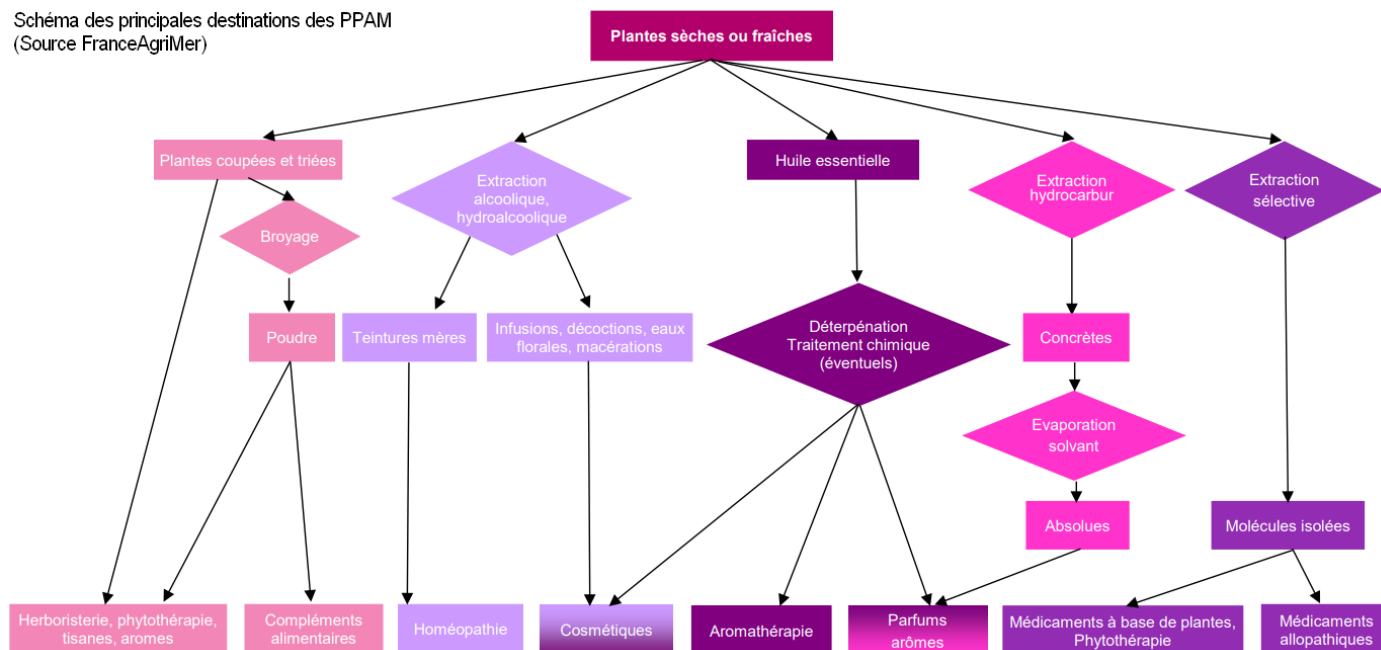 Schéma des principales destinations des PPAM
(Source FranceAgriMer)
Plantes sèches ou fraîches
Plantes coupées et triées
Extraction
alcoolique,
hydroalcoolique
Huile essentielle
Extraction
hydrocarbur
Extraction
sélective
Broyage
Poudre
Teintures mères
Infusions, décoctions, eaux
florales, macérations
Déterpénation
Traitement chimique
(éventuels)
Concrètes
Evaporation
solvant
Absolues
Molécules isolées
Herboristerie, phytothérapie,
tisanes, aromes
Compléments
alimentaires
Homéopathie
Cosmétiques
Aromathérapie
Parfums
arômes
Médicaments à base de plantes,
Phytothérapie
Médicaments
allopathiques